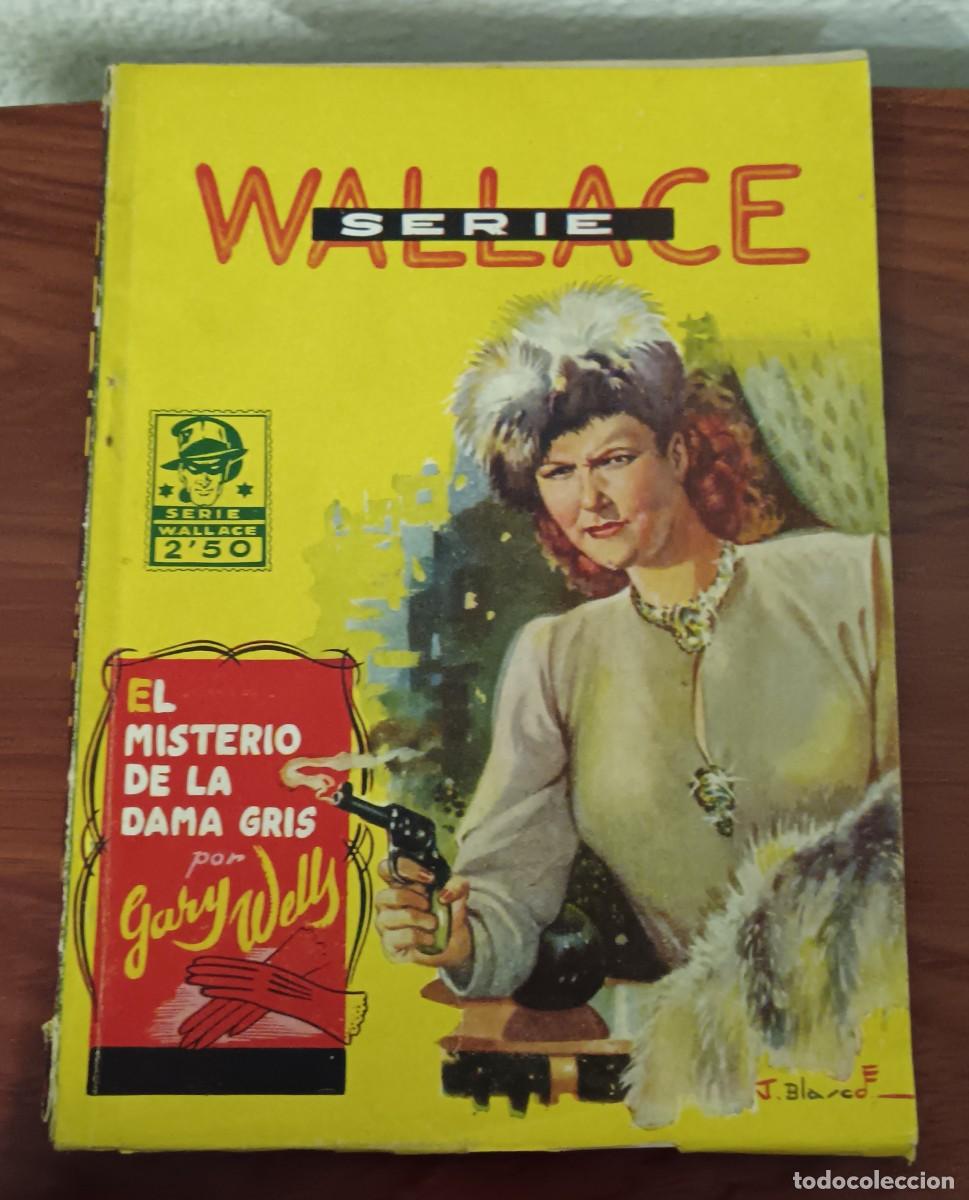 WALLACE
SERIE
SERIE
WALLACE
2'50
EL
MISTERIO
DE LA
DAMA GRIS
por
Gary Wells
J. Blasco
todocoleccion